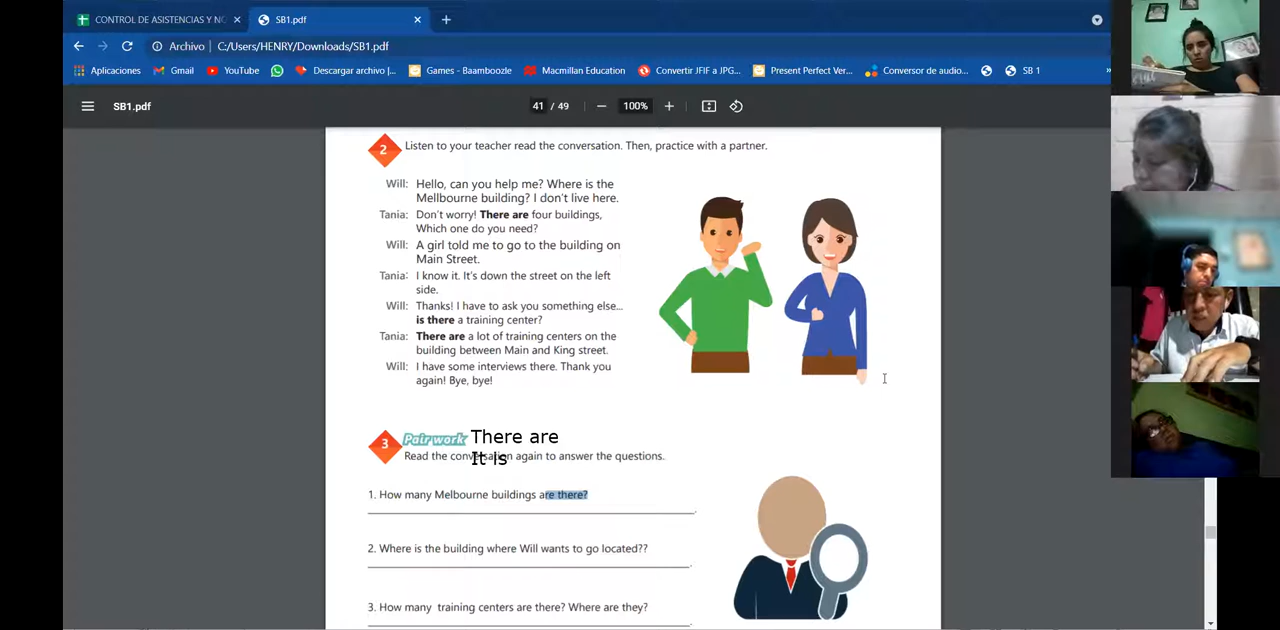 CONTROL DE ASISTENCIAS Y NO
SB1.pdf
Archivo
C:/Users/HENRY/Downloads/SB1.pdf
Aplicaciones
Gmail
YouTube
Descargar archivo |...
Games - Baamboozle
Macmillan Education
Convertir JFIF a JPG...
Present Perfect Ver...
Conversor de audio...
SB 1
»
SB1.pdf
41 / 49
100%
2 Listen to your teacher read the conversation. Then, practice with a partner.
Will: Hello, can you help me? Where is the
Mellbourne building? I don't live here.
Tania: Don't worry! There are four buildings,
Which one do you need?
Will: A girl told me to go to the building on
Main Street.
Tania: I know it. It's down the street on the left
side.
Will: Thanks! I have to ask you something else...
is there a training center?
Tania: There are a lot of training centers on the
building between Main and King street.
Will: I have some interviews there. Thank you
again! Bye, bye!
3 Pair work There are
It is
Read the conversation again to answer the questions.
1. How many Melbourne buildings are there?
2. Where is the building where Will wants to go located??
3. How many training centers are there? Where are they?